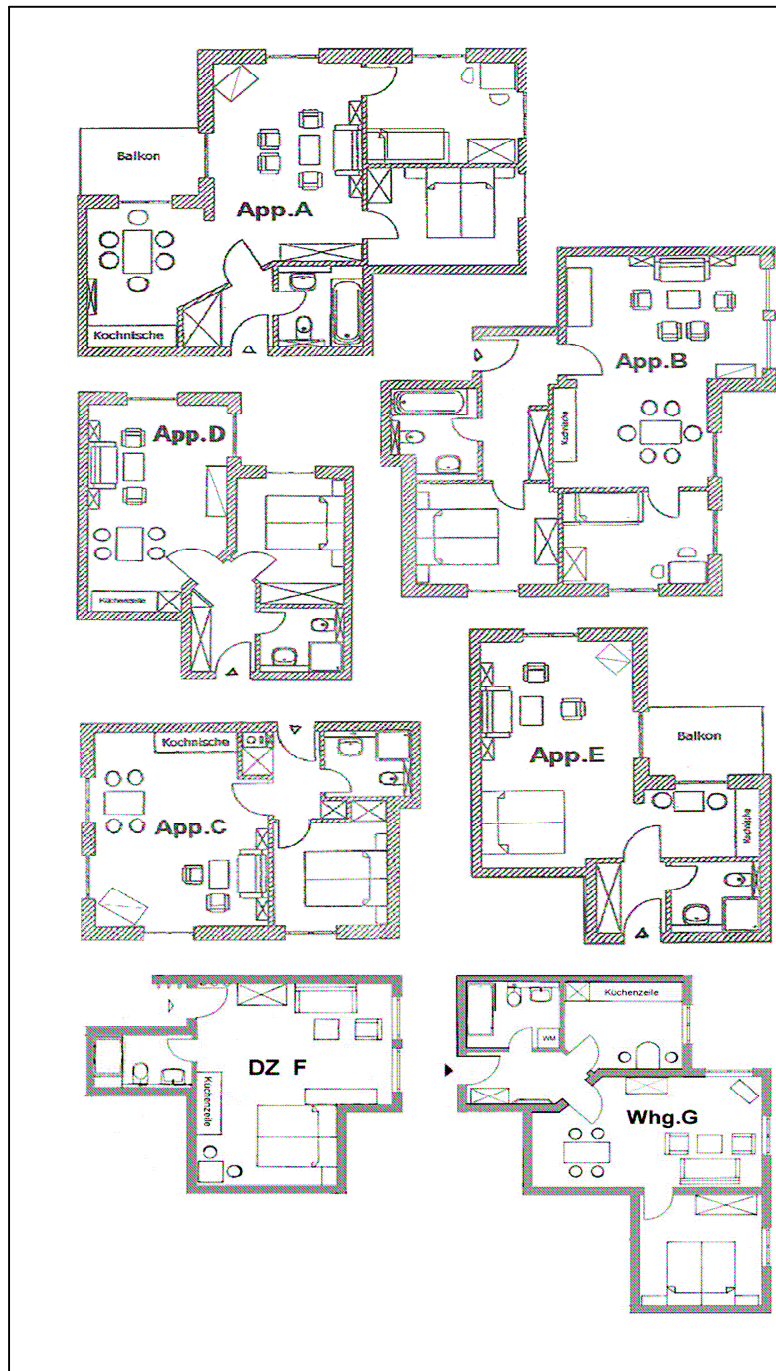 Balkon
App.A
Kochnische
App.B
Kochnische
App.D
Küchenzeile
Kochnische
App.C
App.E
Balkon
Kochnische
DZ F
Küchenzeile
Küchenzeile
WM
Whg.G